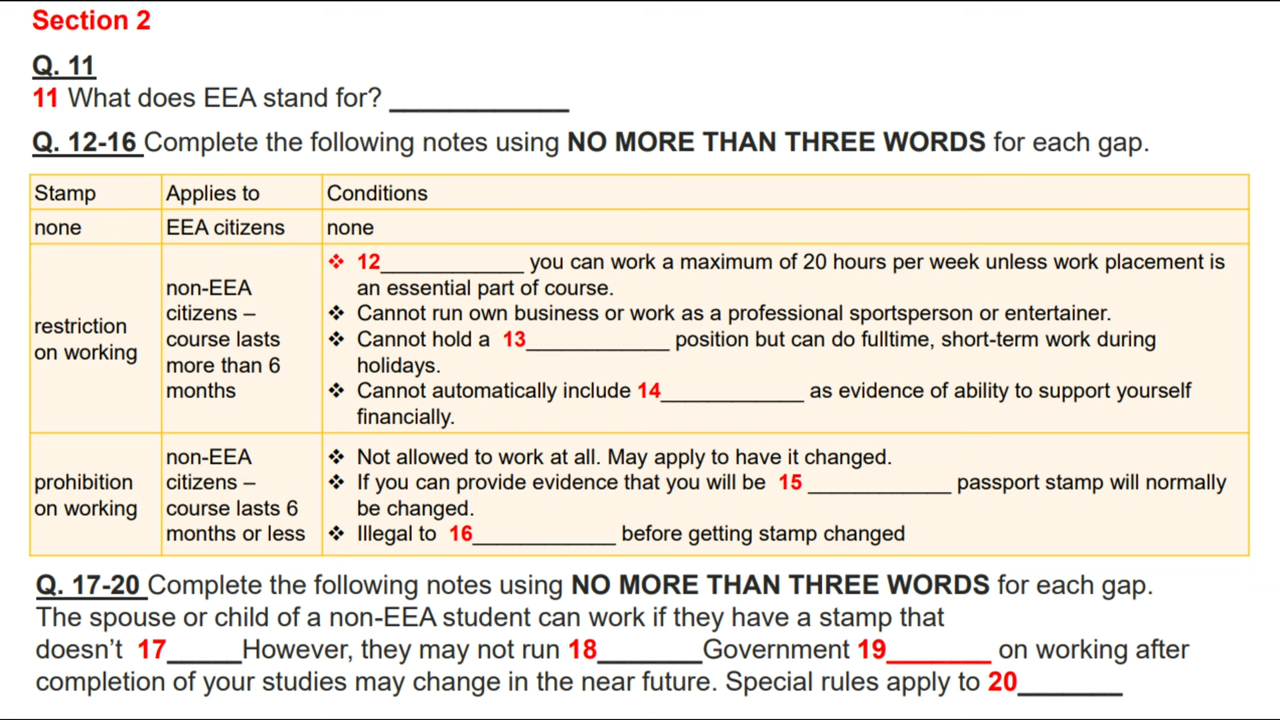 Section 2
Q. 11
11 What does EEA stand for? ____________
Q. 12-16 Complete the following notes using NO MORE THAN THREE WORDS for each gap.
Stamp
Applies to
Conditions
none
EEA citizens
none
restriction
on working
non-EEA
citizens –
course lasts
more than 6
months
❖ 12____________ you can work a maximum of 20 hours per week unless work placement is
an essential part of course.
❖ Cannot run own business or work as a professional sportsperson or entertainer.
❖ Cannot hold a 13____________ position but can do fulltime, short-term work during
holidays.
❖ Cannot automatically include 14____________ as evidence of ability to support yourself
financially.
prohibition
on working
non-EEA
citizens –
course lasts 6
months or less
❖ Not allowed to work at all. May apply to have it changed.
❖ If you can provide evidence that you will be 15 ____________ passport stamp will normally
be changed.
❖ Illegal to 16____________ before getting stamp changed
Q. 17-20 Complete the following notes using NO MORE THAN THREE WORDS for each gap.
The spouse or child of a non-EEA student can work if they have a stamp that
doesn't 17_____However, they may not run 18_______Government 19_______ on working after
completion of your studies may change in the near future. Special rules apply to 20_______